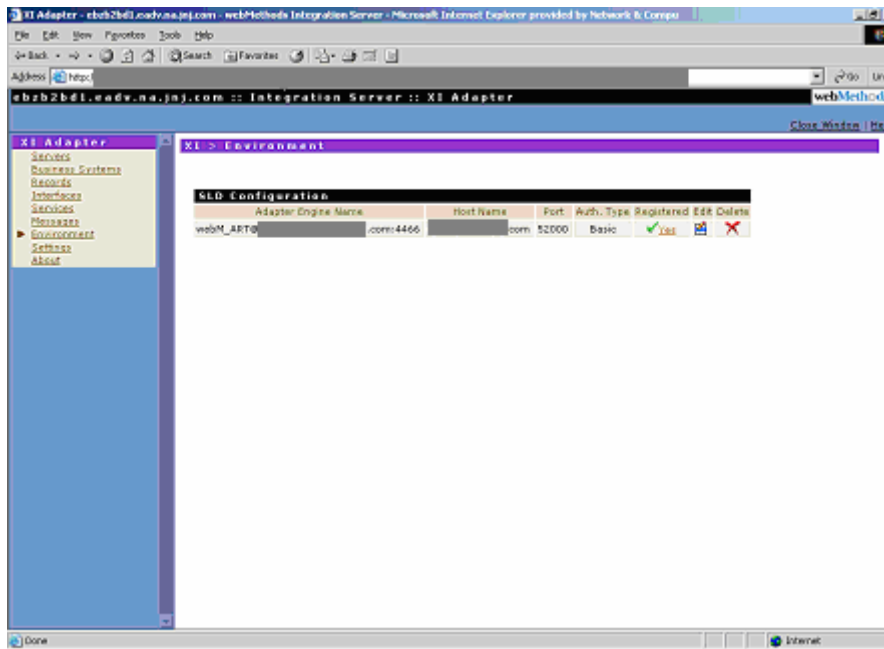 XI Adapter - ebzb2bdl.eadv.na.jnj.com - webMethods Integration Server - Microsoft Internet Explorer provided by Network & Compu
File Edit View Favorites Tools Help
Back Search Favorites
Address http:/ Go
ebzb2bdl.eadv.na.jnj.com :: Integration Server :: XI Adapter
webMethod
Close Window |
XI Adapter
Servers
Business Systems
Records
Interfaces
Services
Messages
Environment
Settings
About
XI > Environment
SLD Configuration
Adapter Engine Name Host Name Port Auth. Type Registered Edit Delete
webM_ART@ .com:4466 com 52000 Basic Yes
Done Internet